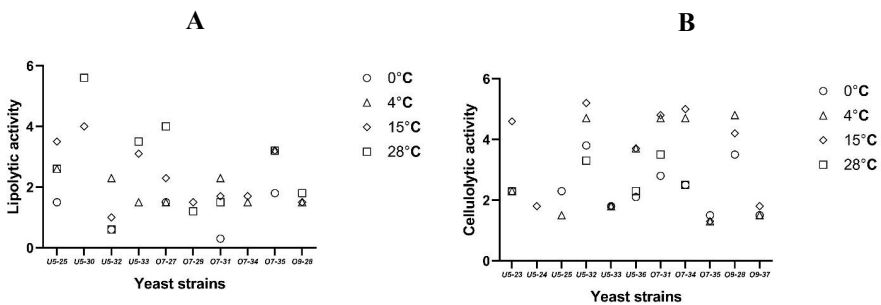 A
B
Lipolytic activity
6
4
2
0
U5-25 U5-30 U5-32 U5-33 O7-27 O7-29 O7-31 O7-34 O7-35 O9-28
Yeast strains
0°C
4°C
15°C
28°C
Cellulolytic activity
6
4
2
0
U5-23 U5-24 U5-25 U5-32 U5-33 U5-36 O7-31 O7-34 O7-35 O9-28 O9-37
Yeast strains
0°C
4°C
15°C
28°C